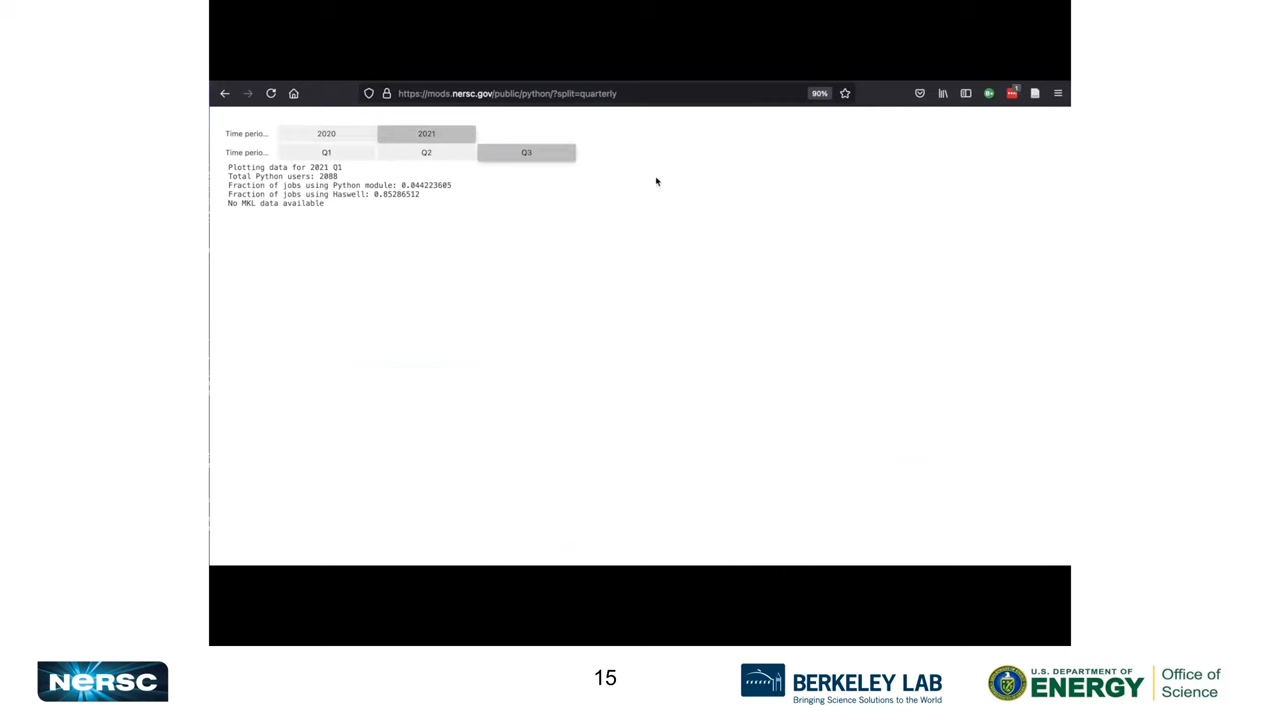 https://mods.nersc.gov/public/python/?split=quarterly
90%
1
Time perio... 2020 2021
Time perio... Q1 Q2 Q3
Plotting data for 2021 Q1
Total Python users: 2088
Fraction of jobs using Python module: 0.044223605
Fraction of jobs using Haswell: 0.85286512
No MKL data available
NERSC
15
BERKELEY LAB
Bringing Science Solutions to the World
U.S. DEPARTMENT OF
ENERGY
Office of
Science